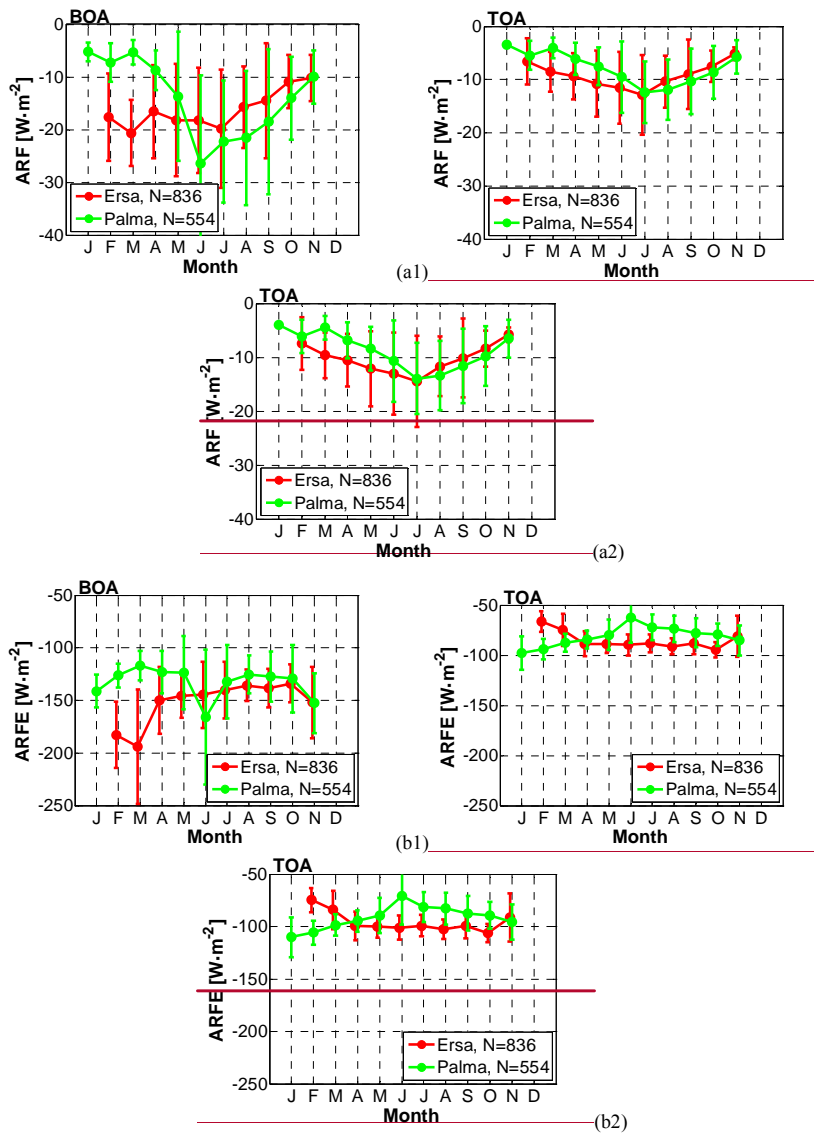 BOA
0
-10
-20
-30
-40
ARF [W·m-2]
Ersa, N=836
Palma, N=554
J F M A M J J A S O N D
Month
(a1)
TOA
0
-10
-20
-30
-40
ARF [W·m-2]
Ersa, N=836
Palma, N=554
J F M A M J J A S O N D
Month
TOA
0
-10
-20
-30
-40
ARF [W·m-2]
Ersa, N=836
Palma, N=554
J F M A M J J A S O N D
Month
(a2)
BOA
-50
-100
-150
-200
-250
ARFE [W·m-2]
Ersa, N=836
Palma, N=554
J F M A M J J A S O N D
Month
(b1)
TOA
-50
-100
-150
-200
-250
ARFE [W·m-2]
Ersa, N=836
Palma, N=554
J F M A M J J A S O N D
Month
TOA
-50
-100
-150
-200
-250
ARFE [W·m-2]
Ersa, N=836
Palma, N=554
J F M A M J J A S O N D
Month
(b2)